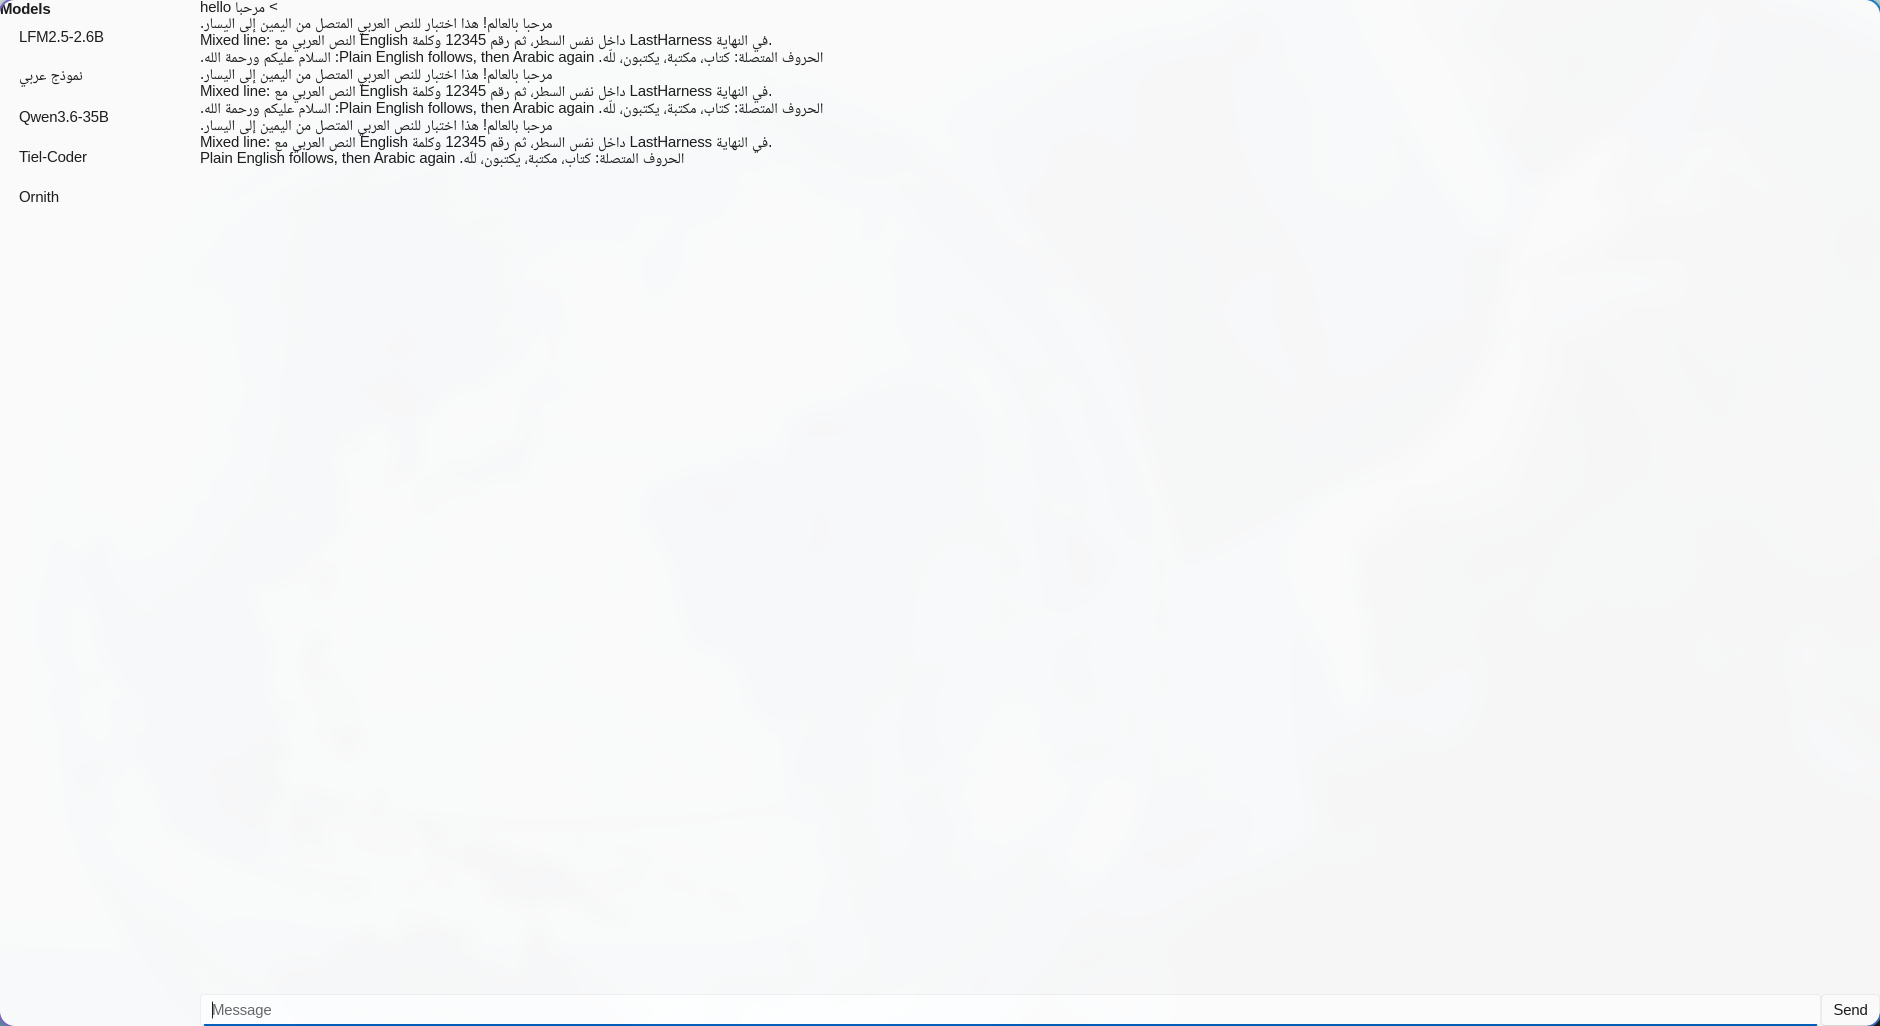 Models
LFM2.5-2.6B
نموذج عربي
Qwen3.6-35B
Tiel-Coder
Ornith
> مرحبا hello
مرحبا بالعالم! هذا اختبار للنص العربي المتصل من اليمين إلى اليسار.
Mixed line: النص العربي مع English داخل نفس السطر، ثم رقم 12345 وكلمة LastHarness في النهاية.
الحروف المتصلة: كتاب، مكتبة، يكتبون، للّه. Plain English follows, then Arabic again: السلام عليكم ورحمة الله.
مرحبا بالعالم! هذا اختبار للنص العربي المتصل من اليمين إلى اليسار.
Mixed line: النص العربي مع English داخل نفس السطر، ثم رقم 12345 وكلمة LastHarness في النهاية.
الحروف المتصلة: كتاب، مكتبة، يكتبون، للّه. Plain English follows, then Arabic again: السلام عليكم ورحمة الله.
مرحبا بالعالم! هذا اختبار للنص العربي المتصل من اليمين إلى اليسار.
Mixed line: النص العربي مع English داخل نفس السطر، ثم رقم 12345 وكلمة LastHarness في النهاية.
الحروف المتصلة: كتاب، مكتبة، يكتبون، للّه. Plain English follows, then Arabic again
Message
Send